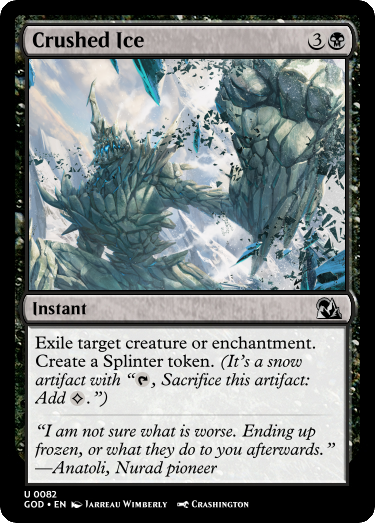 Crushed Ice 3
Instant
Exile target creature or enchantment.
Create a Splinter token. (It's a snow
artifact with “, Sacrifice this artifact:
Add .”)
“I am not sure what is worse. Ending up
frozen, or what they do to you afterwards.”
—Anatoli, Nurad pioneer
U 0082
GOD • EN Jarreau Wimberly Crashington